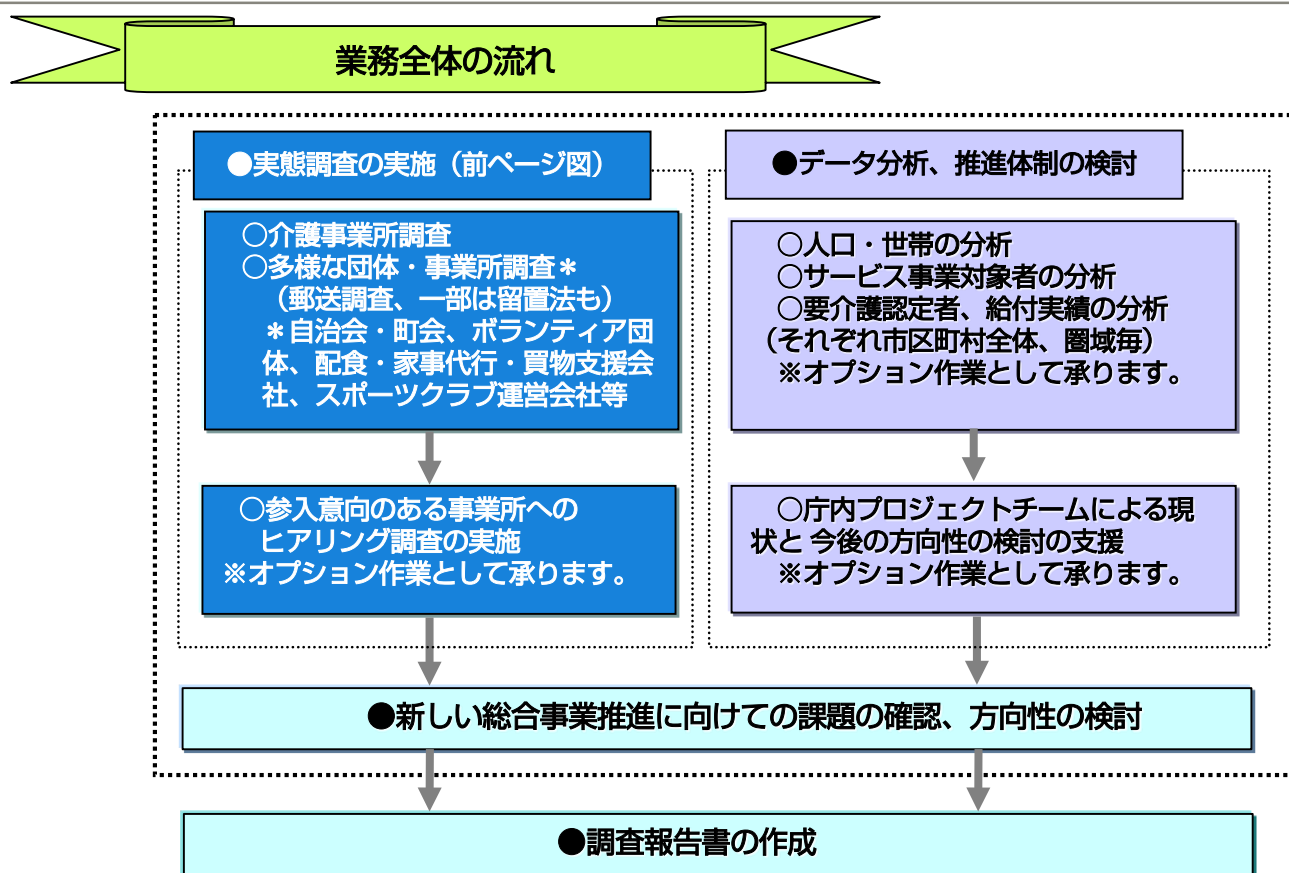 業務全体の流れ
●実態調査の実施（前ページ図）
○介護事業所調査
○多様な団体・事業所調査＊
（郵送調査、一部は留置法も）
＊自治会・町会、ボランティア団
体、配食・家事代行・買物支援会
社、スポーツクラブ運営会社等
○参入意向のある事業所への
ヒアリング調査の実施
※オプション作業として承ります。
●データ分析、推進体制の検討
○人口・世帯の分析
○サービス事業対象者の分析
○要介護認定者、給付実績の分析
（それぞれ市区町村全体、圏域毎）
※オプション作業として承ります。
○庁内プロジェクトチームによる現
状と 今後の方向性の検討の支援
※オプション作業として承ります。
●新しい総合事業推進に向けての課題の確認、方向性の検討
●調査報告書の作成